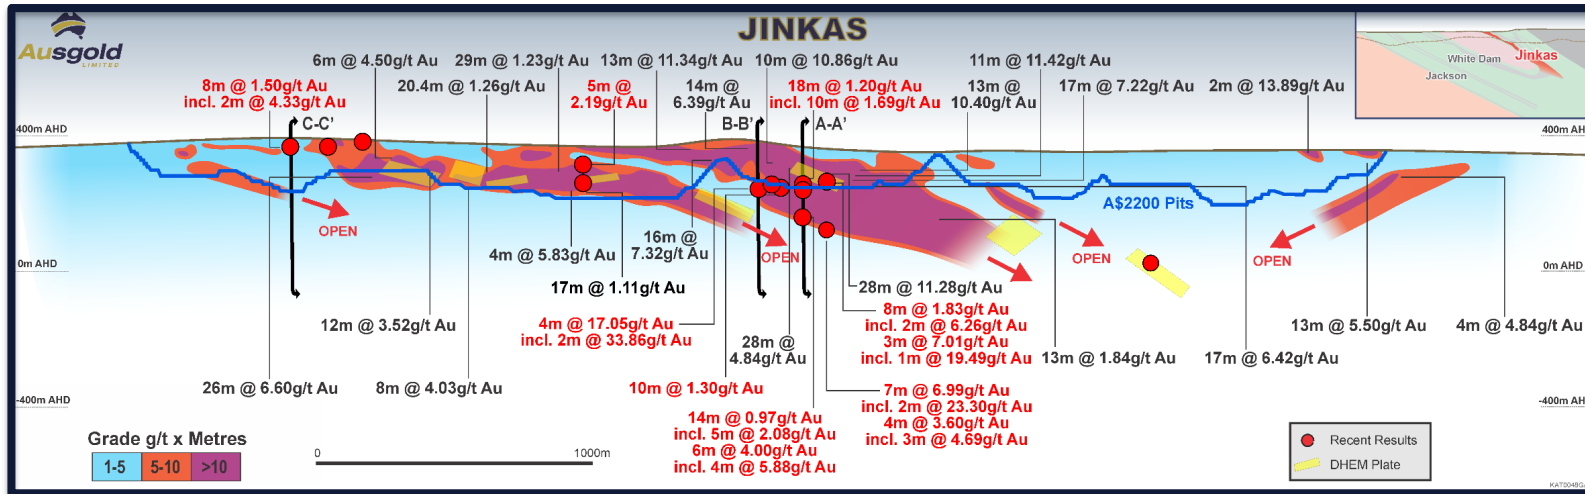 JINKAS
Ausgold
LIMITED
White Dam
Jinkas
Jackson
6m @ 4.50g/t Au
29m @ 1.23g/t Au
13m @ 11.34g/t Au
10m @ 10.86g/t Au
11m @ 11.42g/t Au
8m @ 1.50g/t Au
incl. 2m @ 4.33g/t Au
20.4m @ 1.26g/t Au
5m @
2.19g/t Au
14m @
6.39g/t Au
18m @ 1.20g/t Au
incl. 10m @ 1.69g/t Au
13m @
10.40g/t Au
17m @ 7.22g/t Au
2m @ 13.89g/t Au
400m AHD
C-C'
B-B'
A-A'
400m AHD
A$2200 Pits
OPEN
OPEN
OPEN
OPEN
0m AHD
0m AHD
4m @ 5.83g/t Au
16m @
7.32g/t Au
17m @ 1.11g/t Au
28m @ 11.28g/t Au
12m @ 3.52g/t Au
4m @ 17.05g/t Au
incl. 2m @ 33.86g/t Au
28m @
4.84g/t Au
8m @ 1.83g/t Au
incl. 2m @ 6.26g/t Au
3m @ 7.01g/t Au
incl. 1m @ 19.49g/t Au
13m @ 1.84g/t Au
17m @ 6.42g/t Au
13m @ 5.50g/t Au
4m @ 4.84g/t Au
26m @ 6.60g/t Au
8m @ 4.03g/t Au
10m @ 1.30g/t Au
7m @ 6.99g/t Au
incl. 2m @ 23.30g/t Au
4m @ 3.60g/t Au
incl. 3m @ 4.69g/t Au
14m @ 0.97g/t Au
incl. 5m @ 2.08g/t Au
6m @ 4.00g/t Au
incl. 4m @ 5.88g/t Au
-400m AHD
-400m AH
Grade g/t x Metres
1-5
5-10
>10
0
1000m
Recent Results
DHEM Plate